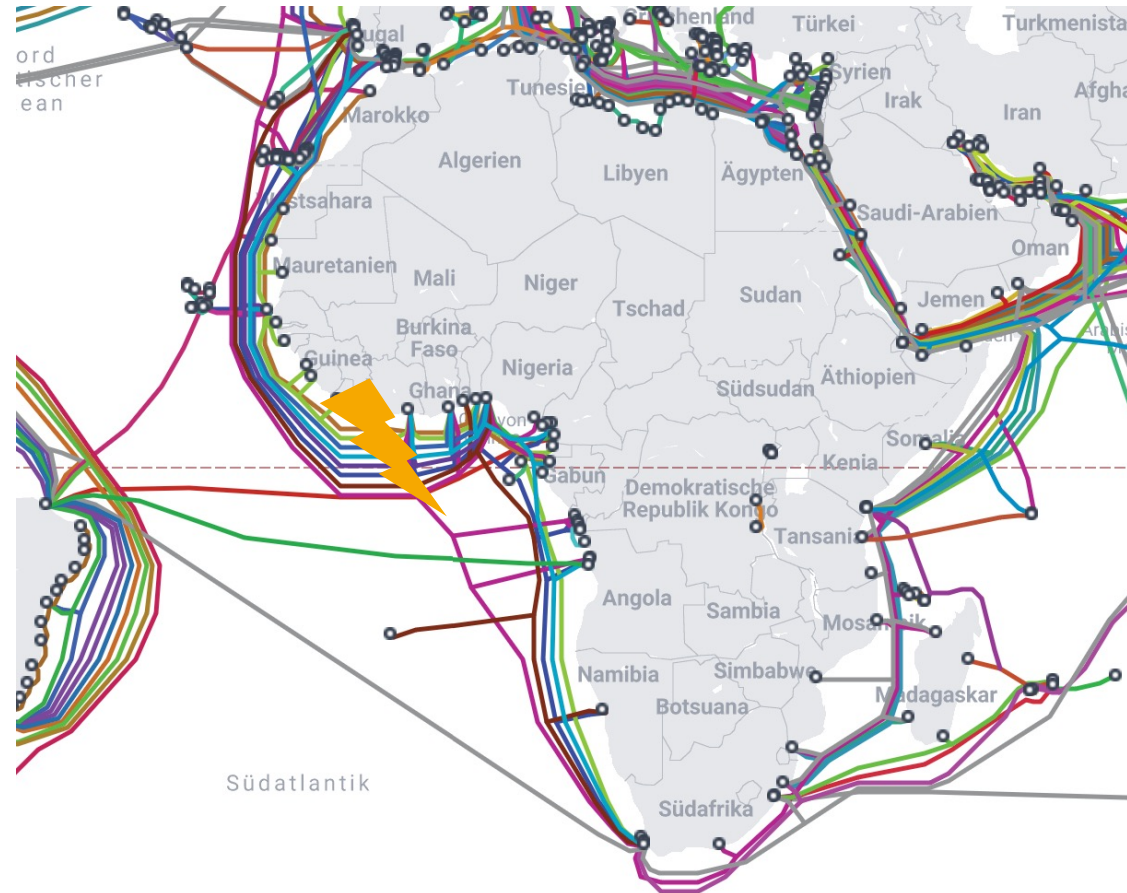 Türkei
Turkmenista
ord
tischer
ean
Syrien
Tunesie
Irak
Iran
Afgha
Marokko
Algerien
Libyen
Ägypten
stsahara
Saudi-Arabien
Oman
Mauretanien
Mali
Niger
Tschad
Sudan
Jemen
Burkina
Faso
Guinea
Nigeria
Ghana
Südsudan
Äthiopien
Somalia
Kenia
Gabun
Demokratische
Republik Kongo
Tansania
Angola
Sambia
Namibia
Simbabwe
Botsuana
Madagaskar
Südatlantik
Südafrika